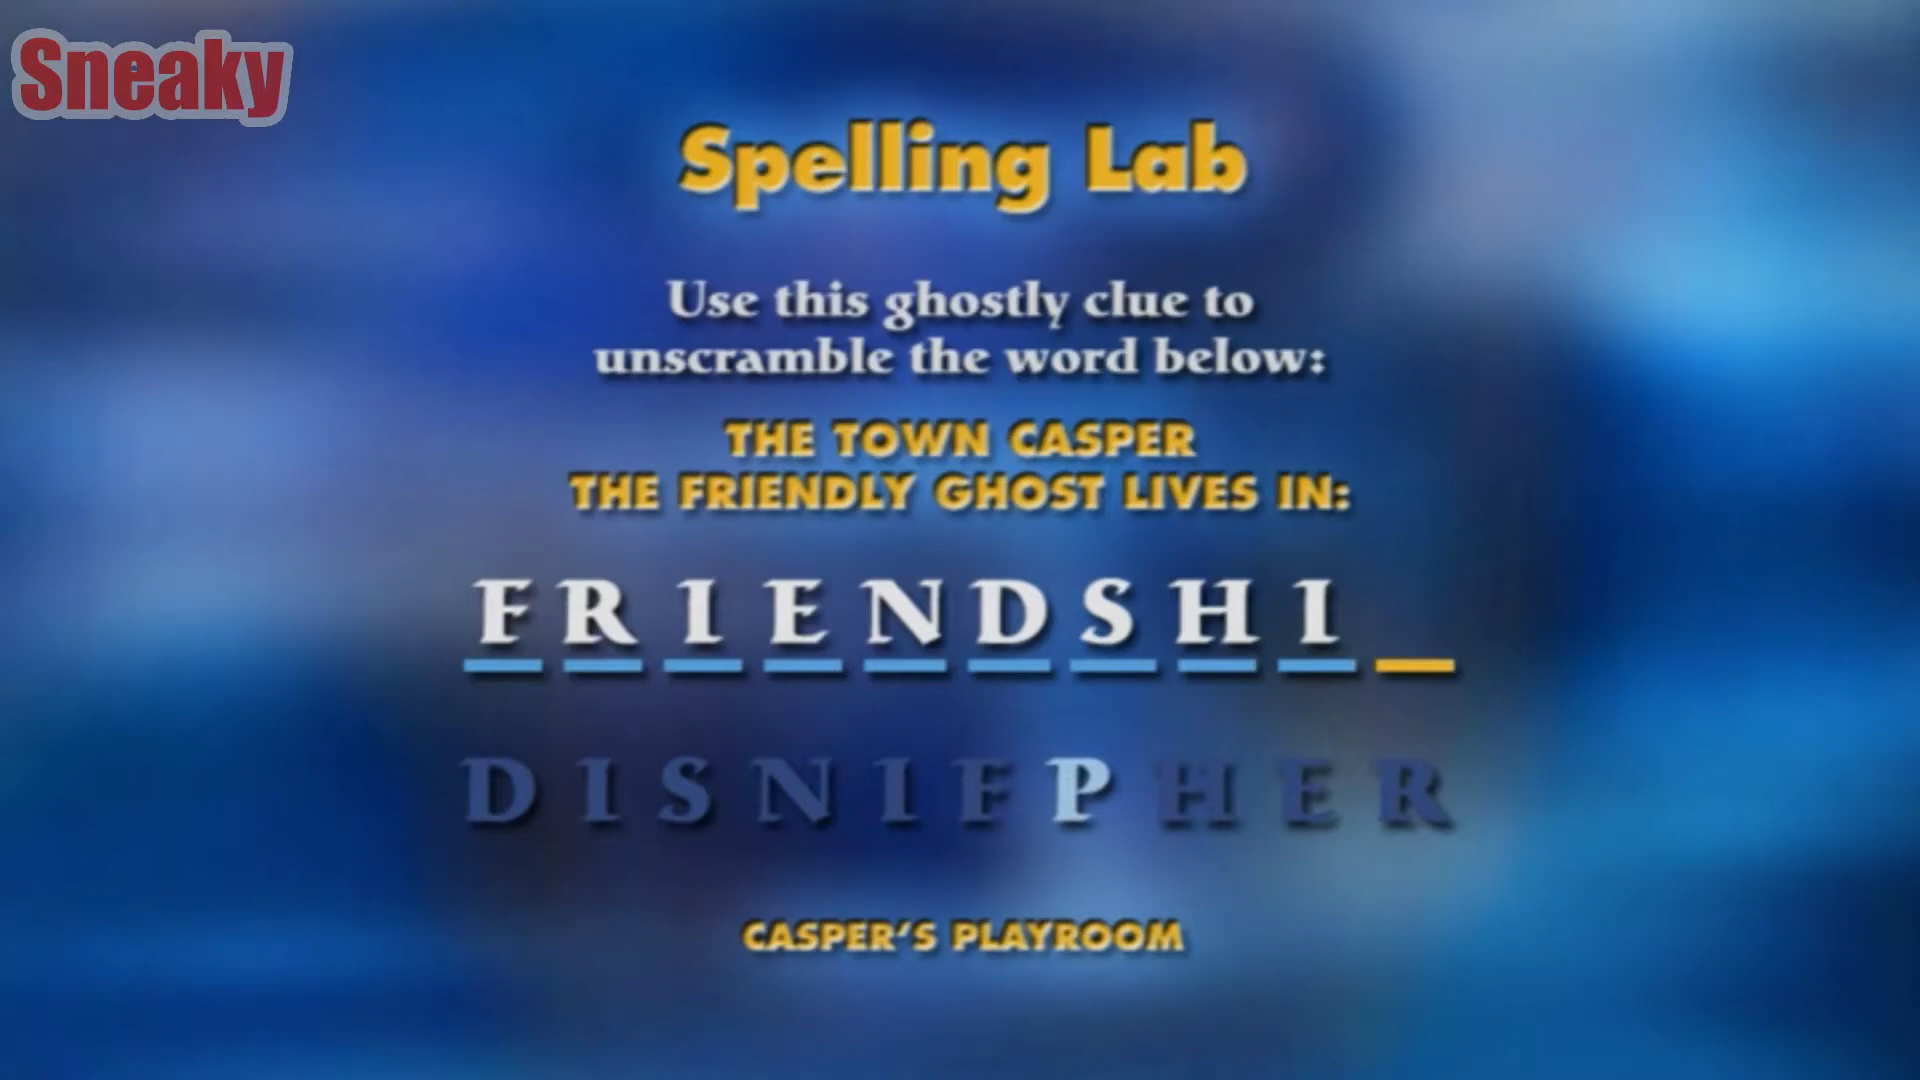 Sneaky
Spelling Lab
Use this ghostly clue to
unscramble the word below:
THE TOWN CASPER
THE FRIENDLY GHOST LIVES IN:
FRIENDSHI_
DISNIFPHER
CASPER'S PLAYROOM